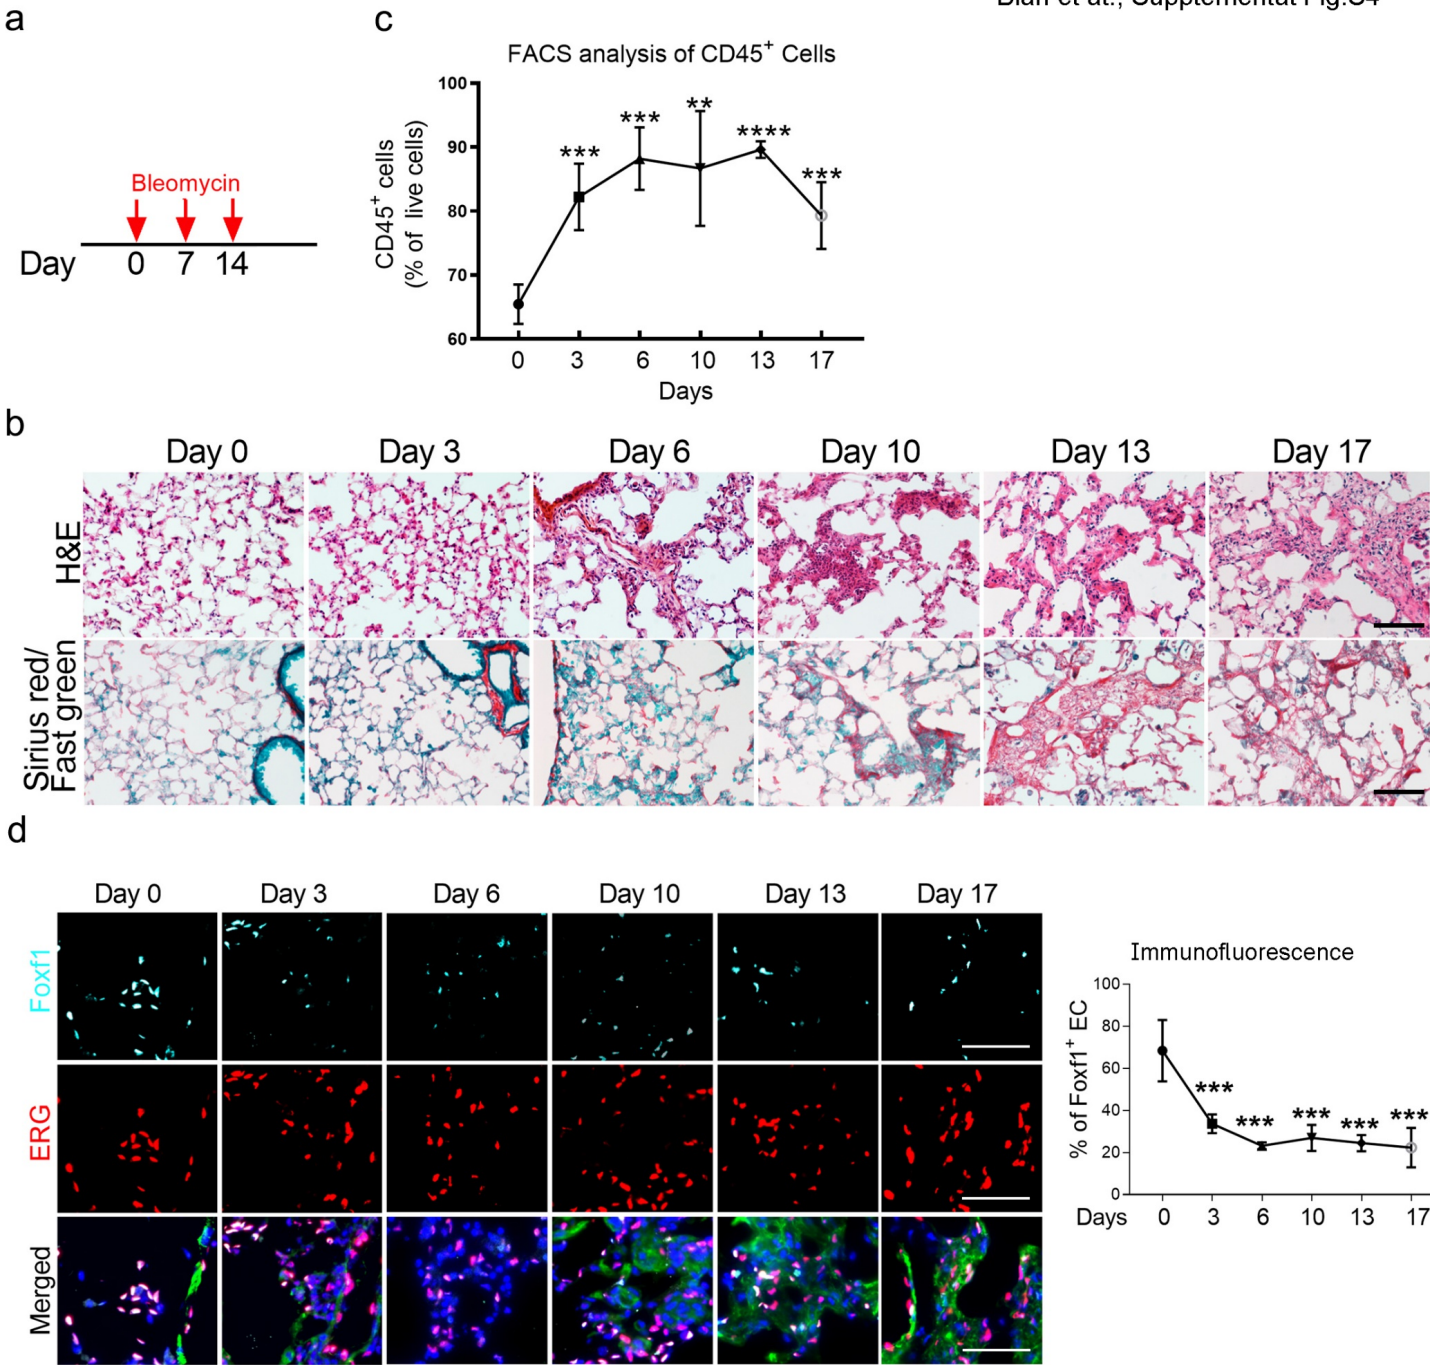 a
Bleomycin
Day 0 7 14
c
FACS analysis of CD45+ Cells
CD45+ cells
(% of live cells)
100
90
80
70
60
***
***
**
****
***
0 3 6 10 13 17
Days
b
Day 0 Day 3 Day 6 Day 10 Day 13 Day 17
H&E
Sirius red/
Fast green
d
Day 0 Day 3 Day 6 Day 10 Day 13 Day 17
Foxf1
ERG
Merged
Immunofluorescence
% of Foxf1+ EC
100
80
60
40
20
0
*** *** *** *** ***
Days 0 3 6 10 13 17